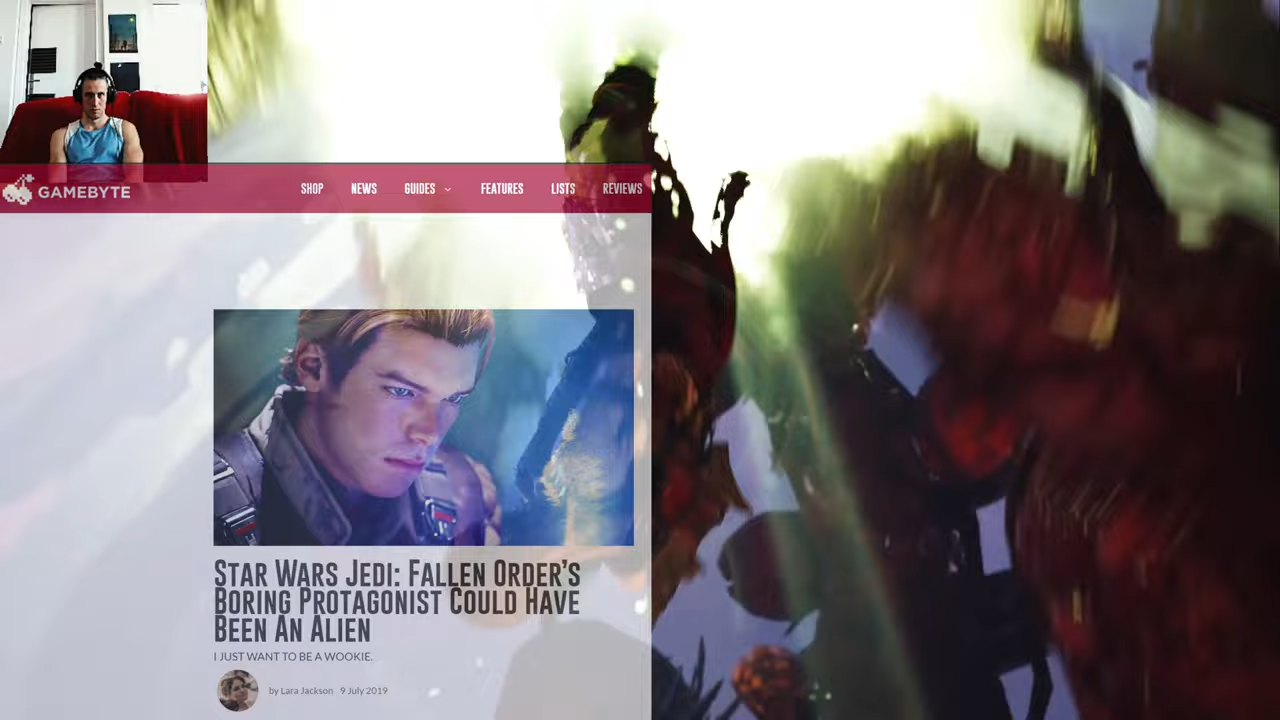 GAMEBYTE
SHOP NEWS GUIDES FEATURES LISTS REVIEWS
STAR WARS JEDI: FALLEN ORDER'S
BORING PROTAGONIST COULD HAVE
BEEN AN ALIEN
I JUST WANT TO BE A WOOKIE.
by Lara Jackson 9 July 2019